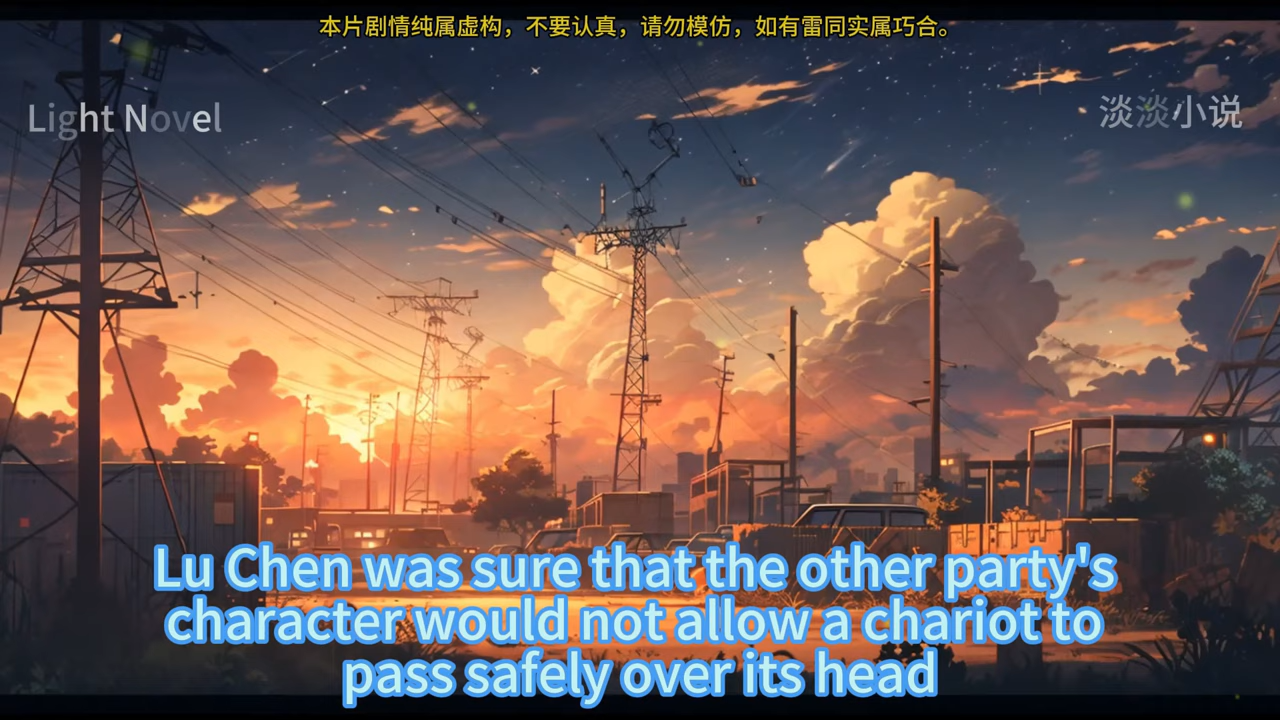 本片剧情纯属虚构，不要认真，请勿模仿，如有雷同实属巧合。
Light Novel
淡淡小说
Lu Chen was sure that the other party's
character would not allow a chariot to
pass safely over its head